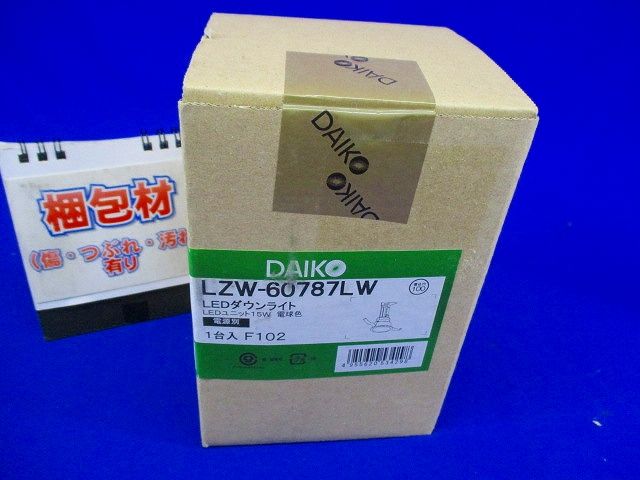 DAIKO
DAIKO
DAIKO
梱包材
(傷・つぶれ・汚れ
有り
DAIKO
LZW-60787LW
LEDダウンライト
LEDユニット15W 電球色
電源別
1台入 F102
100